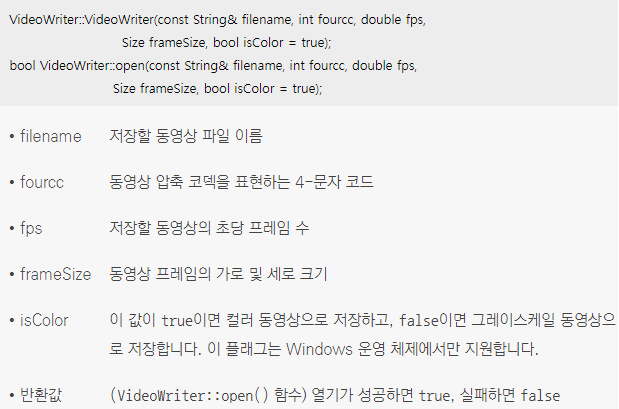 VideoWriter::VideoWriter(const String& filename, int fourcc, double fps,
Size frameSize, bool isColor = true);
bool VideoWriter::open(const String& filename, int fourcc, double fps,
Size frameSize, bool isColor = true);
• filename 저장할 동영상 파일 이름
• fourcc 동영상 압축 코덱을 표현하는 4-문자 코드
• fps 저장할 동영상의 초당 프레임 수
• frameSize 동영상 프레임의 가로 및 세로 크기
• isColor 이 값이 true이면 컬러 동영상으로 저장하고, false이면 그레이스케일 동영상으
로 저장합니다. 이 플래그는 Windows 운영 체제에서만 지원합니다.
• 반환값 (VideoWriter::open() 함수) 열기가 성공하면 true, 실패하면 false